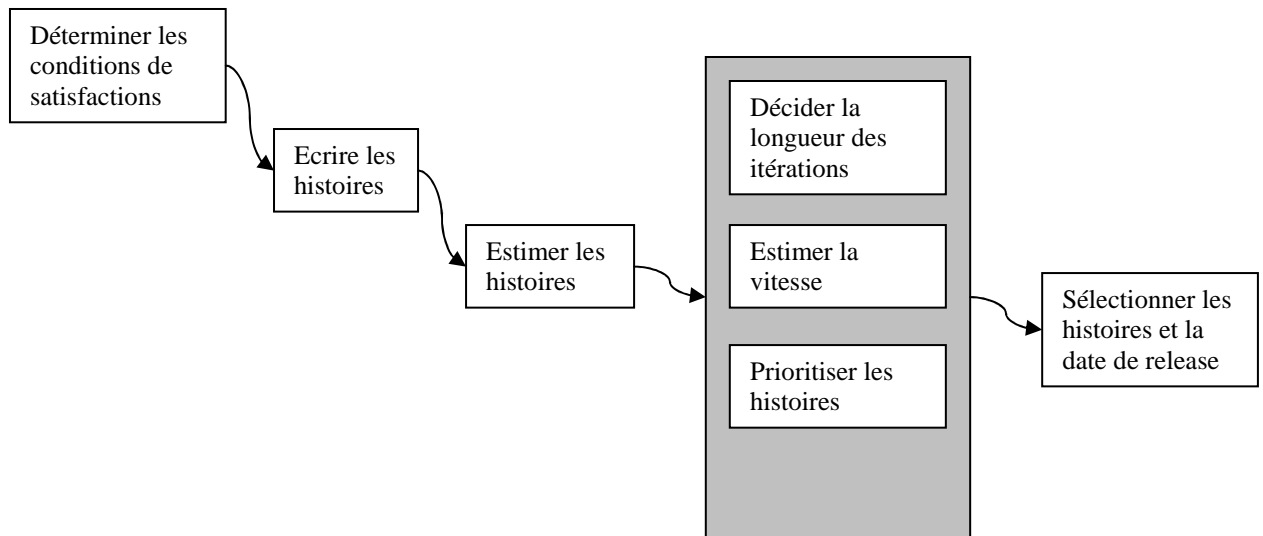 Déterminer les
conditions de
satisfactions
Ecrire les
histoires
Estimer les
histoires
Décider la
longueur des
itérations
Estimer la
vitesse
Prioritiser les
histoires
Sélectionner les
histoires et la
date de release